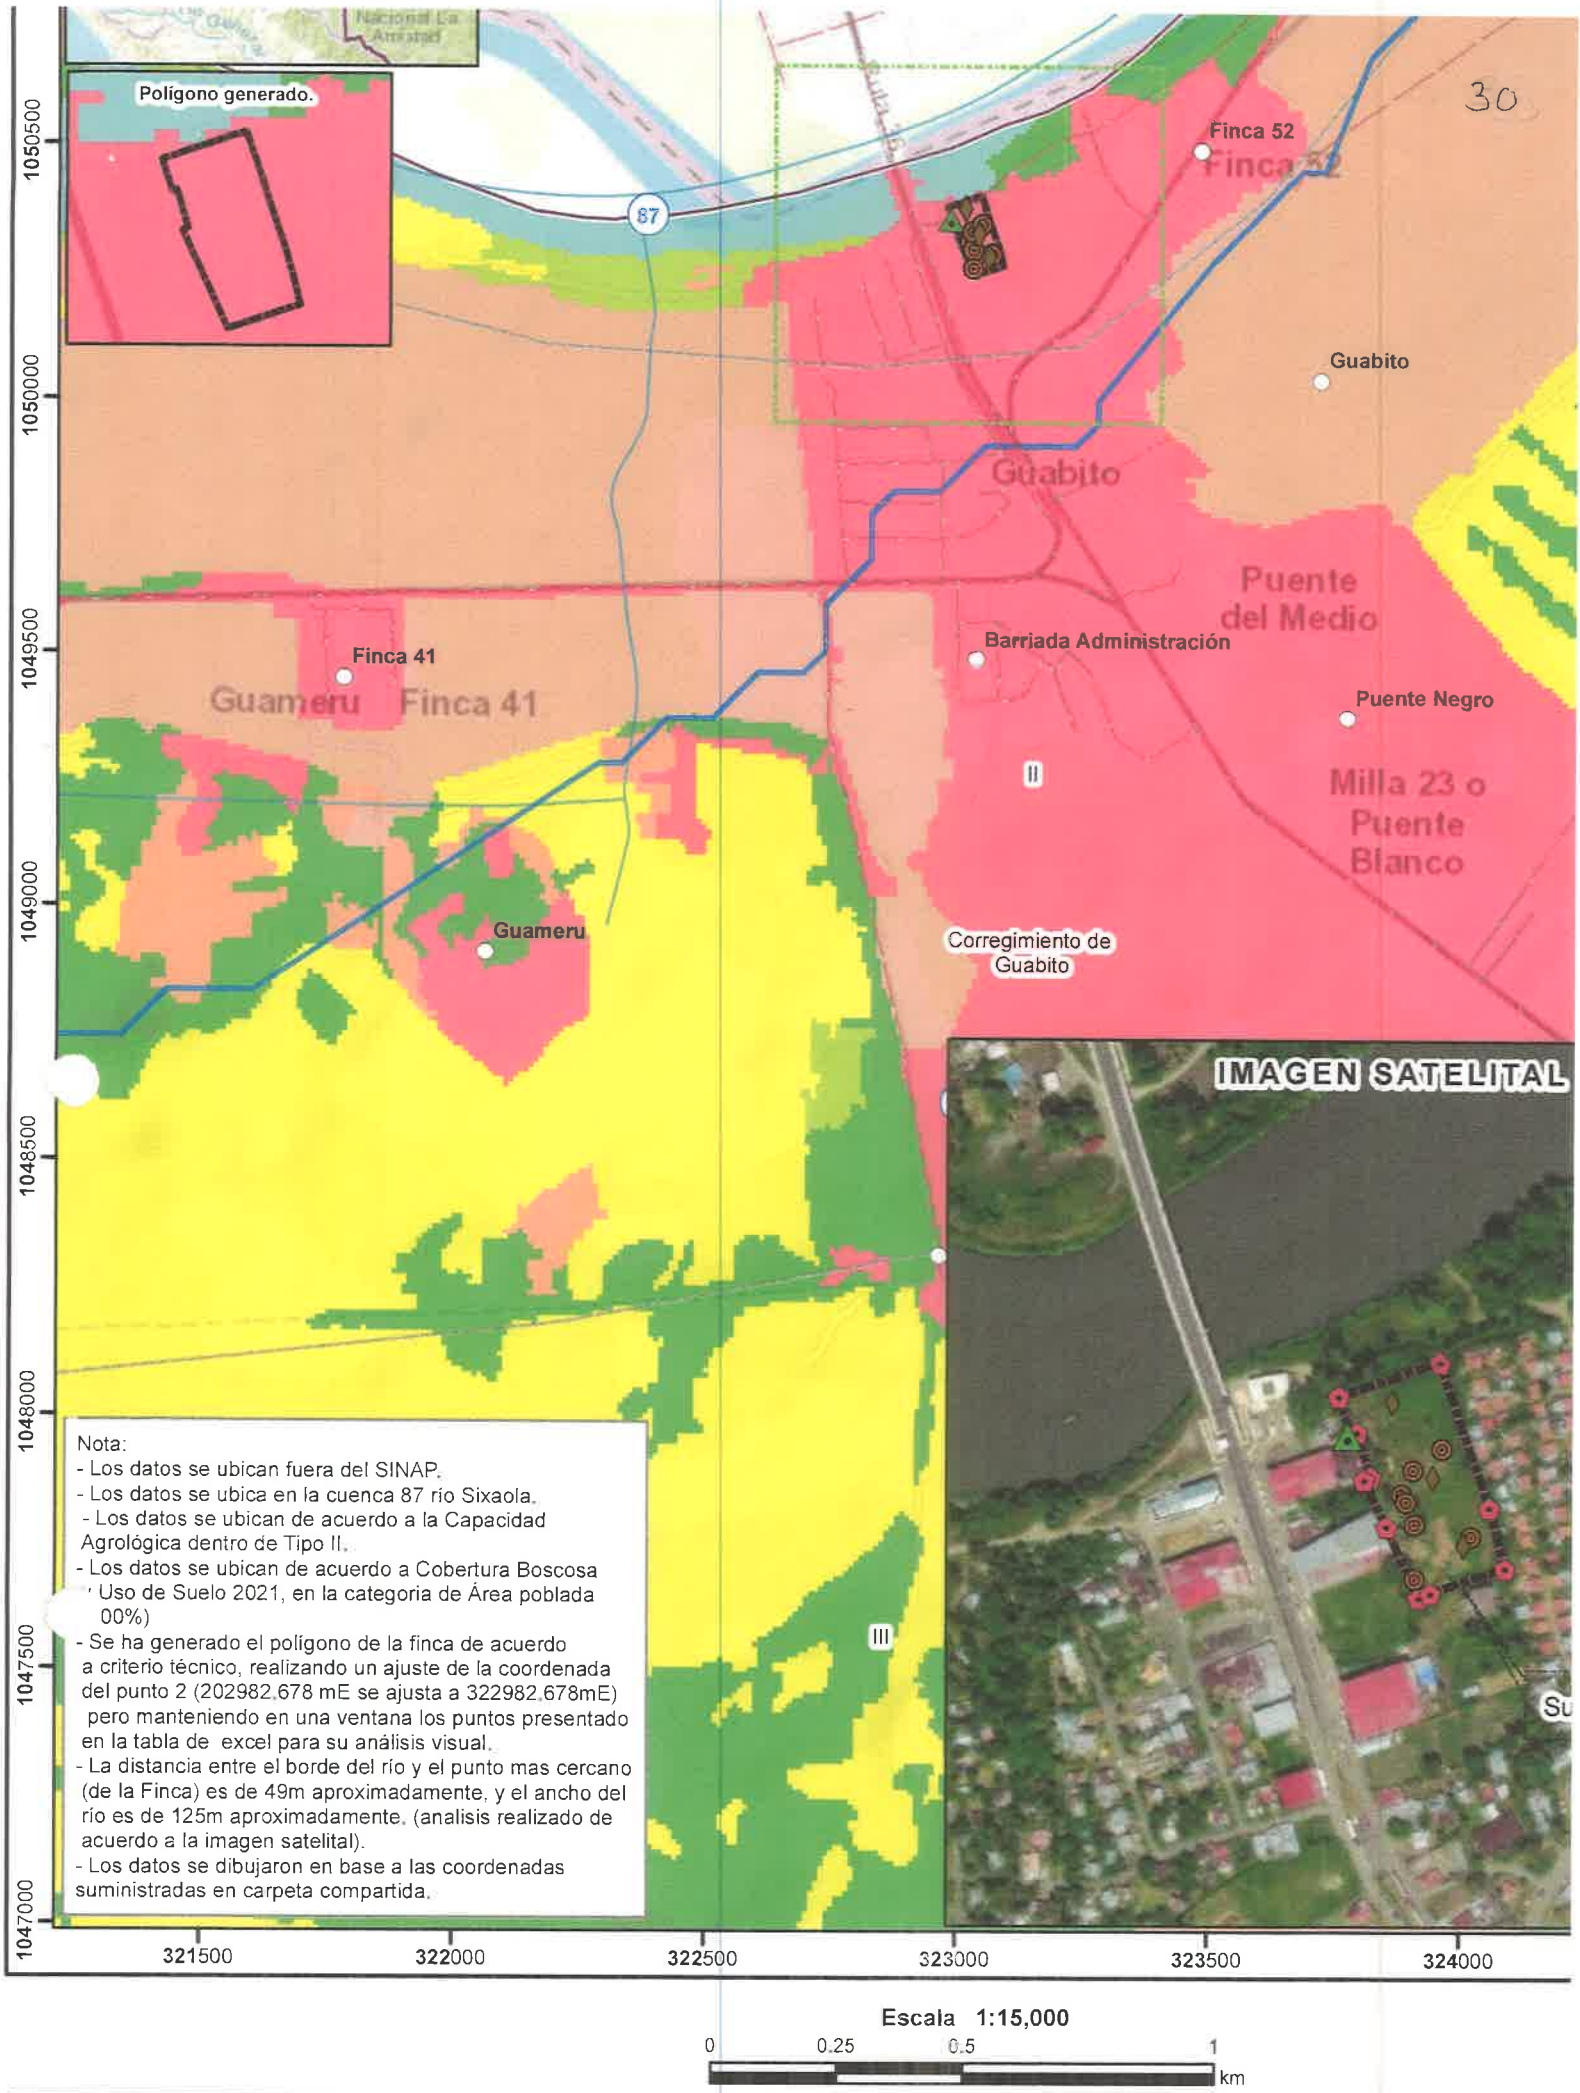 Nacional La
Amistad
Polígono generado.
30
1050500
1050000
1049500
1049000
1048500
1048000
1047500
1047000
87
Finca 52
Finca 52
Guabito
Guabito
Puente
del Medio
Finca 41
Guameru
Finca 41
Barriada Administración
Puente Negro
II
Milla 23 o
Puente
Blanco
Guameru
Corregimiento de
Guabito
IMAGEN SATELITAL
Su
III
Nota:
- Los datos se ubican fuera del SINAP.
- Los datos se ubica en la cuenca 87 río Sixaola.
- Los datos se ubican de acuerdo a la Capacidad
Agrológica dentro de Tipo II.
- Los datos se ubican de acuerdo a Cobertura Boscosa
Uso de Suelo 2021, en la categoria de Área poblada
00%)
- Se ha generado el polígono de la finca de acuerdo
a criterio técnico, realizando un ajuste de la coordenada
del punto 2 (202982.678 mE se ajusta a 322982.678mE)
pero manteniendo en una ventana los puntos presentado
en la tabla de excel para su análisis visual.
- La distancia entre el borde del río y el punto mas cercano
(de la Finca) es de 49m aproximadamente, y el ancho del
río es de 125m aproximadamente. (analisis realizado de
acuerdo a la imagen satelital).
- Los datos se dibujaron en base a las coordenadas
suministradas en carpeta compartida.
321500
322000
322500
323000
323500
324000
Escala 1:15,000
0
0.25
0.5
1
km